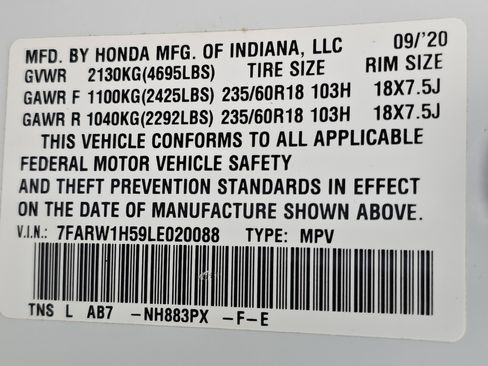 MFD. BY HONDA MFG. OF INDIANA, LLC 09/'20
GVWR 2130KG(4695LBS) TIRE SIZE RIM SIZE
GAWR F 1100KG(2425LBS) 235/60R18 103H 18X7.5J
GAWR R 1040KG(2292LBS) 235/60R18 103H 18X7.5J
THIS VEHICLE CONFORMS TO ALL APPLICABLE
FEDERAL MOTOR VEHICLE SAFETY
AND THEFT PREVENTION STANDARDS IN EFFECT
ON THE DATE OF MANUFACTURE SHOWN ABOVE.
V.I.N.: 7FARW1H59LE020088 TYPE: MPV
TNS L AB7 -NH883PX -F-E